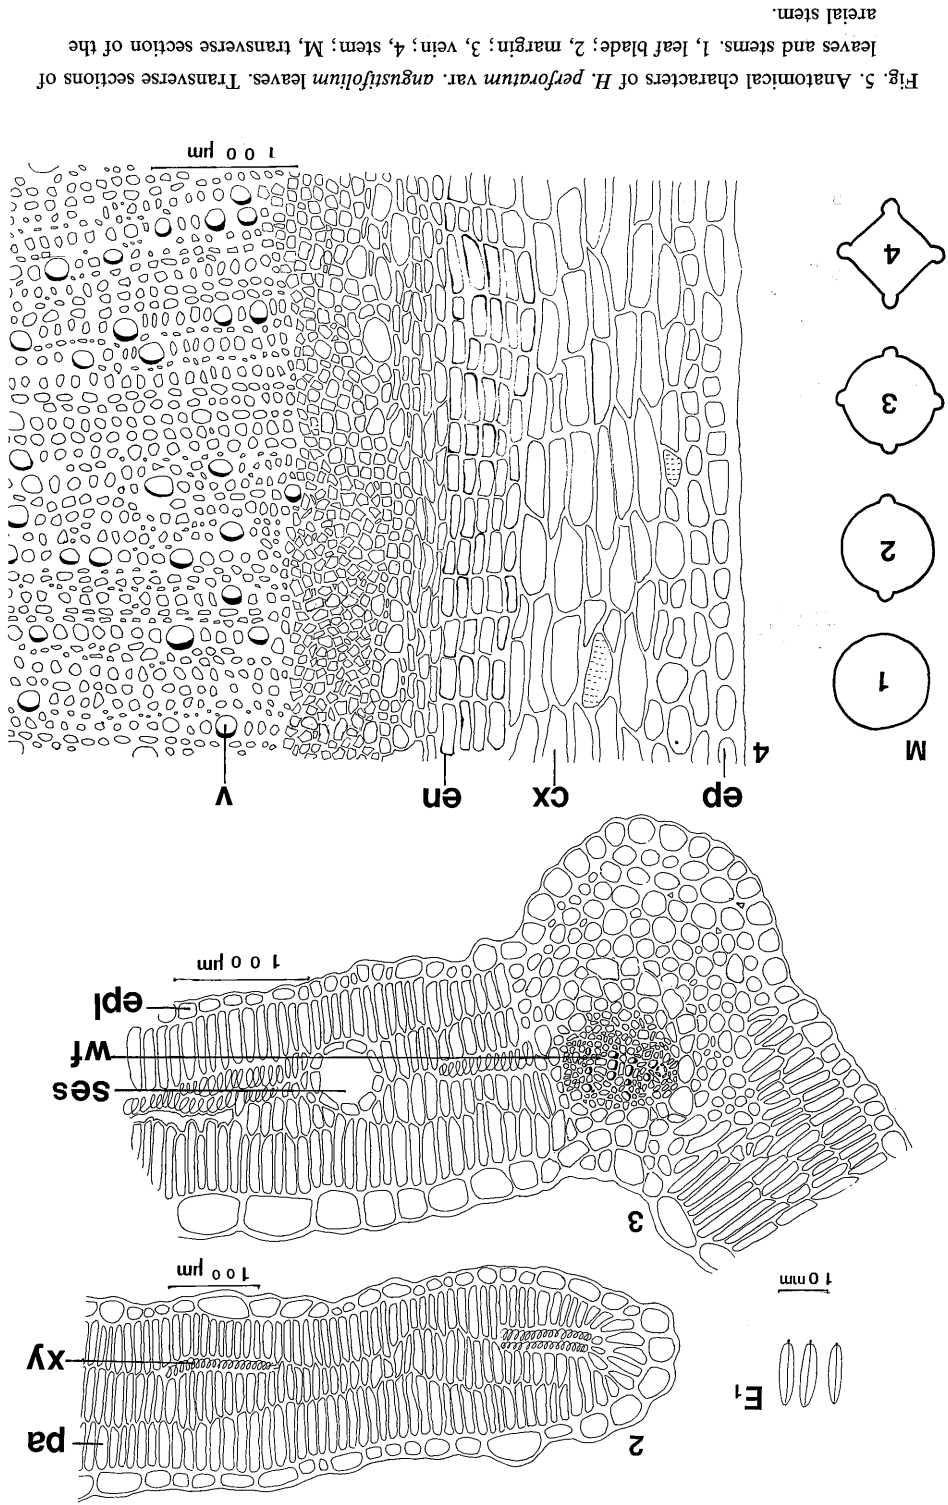 E1
10mm
2
pa
xy
100 µm
3
ses
wf
epl
100 µm
M
1
2
3
4
4
ep
cx
en
v
100 µm
Fig. 5. Anatomical characters of H. perforatum var. angustifolium leaves. Transverse sections of
leaves and stems. 1, leaf blade; 2, margin; 3, vein; 4, stem; M, transverse section of the
areial stem.